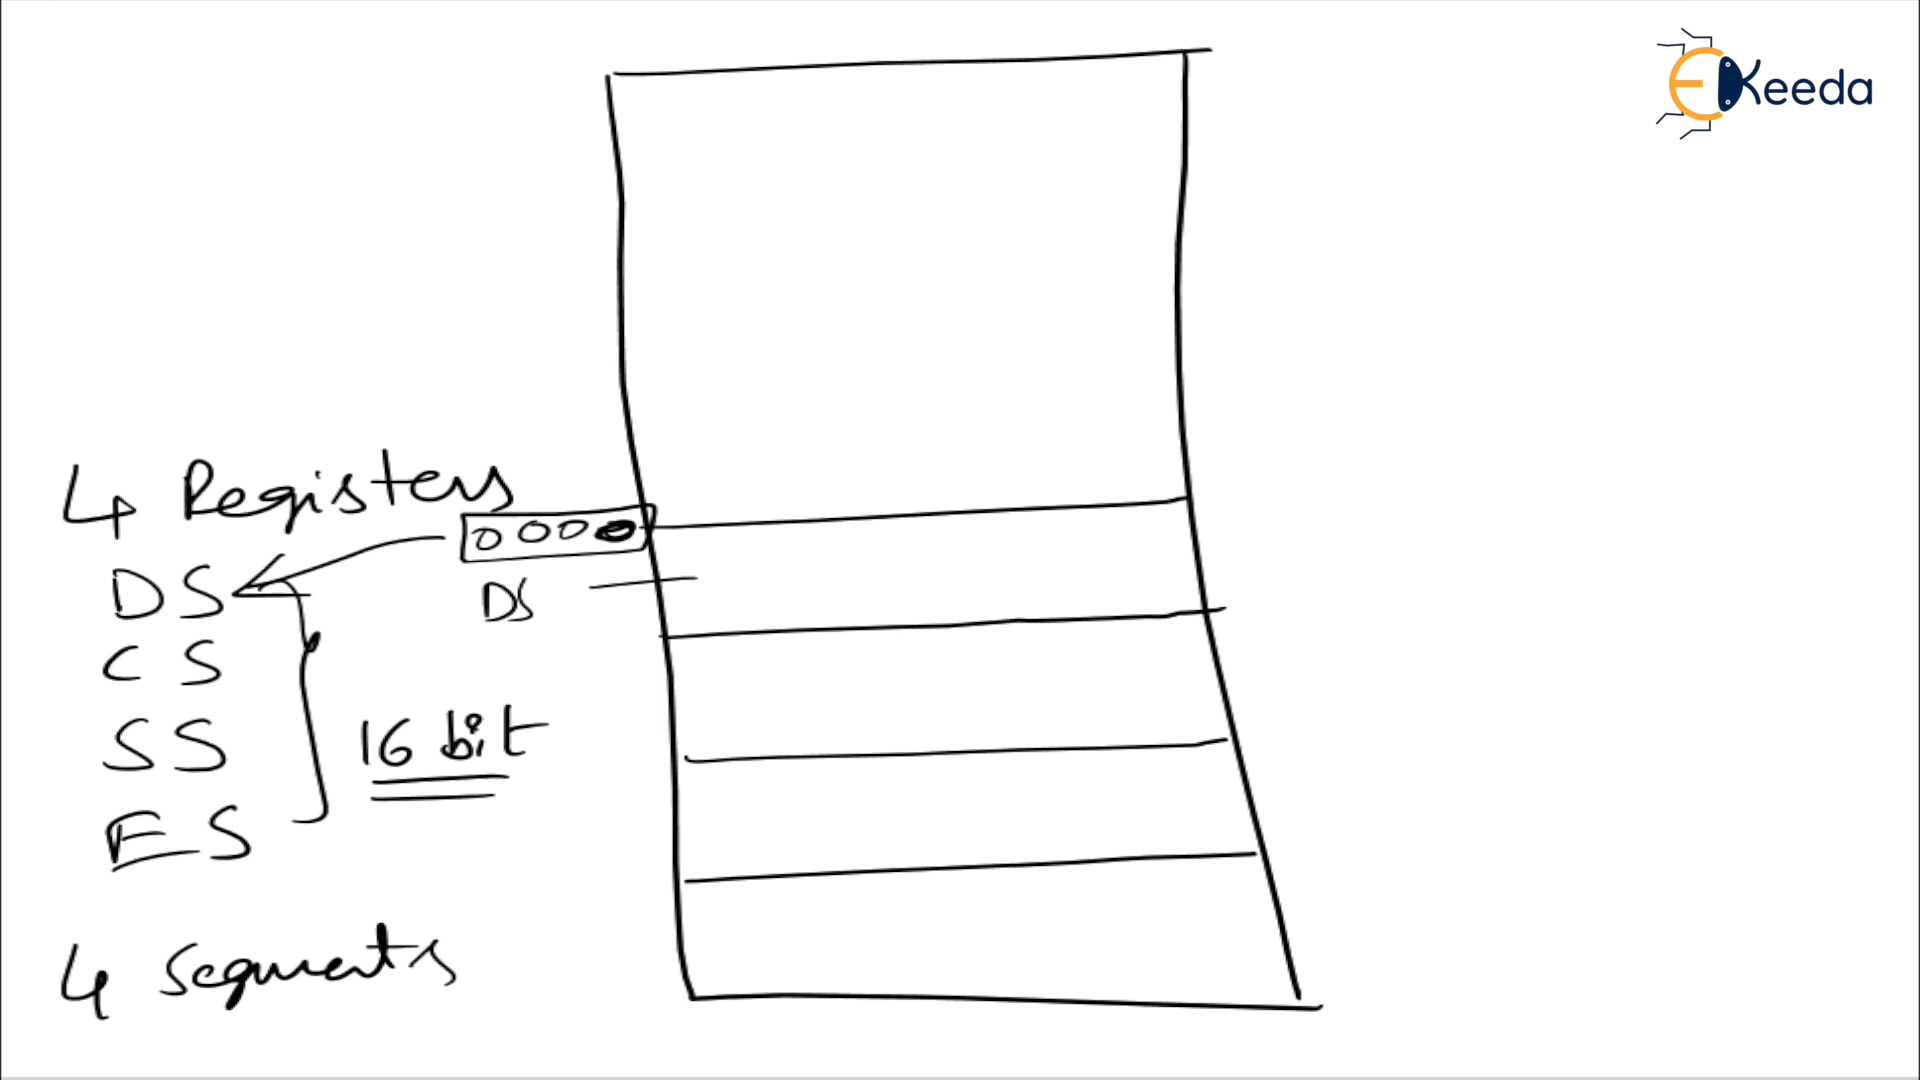 EKeeda
4 Registers
0000
DS
DS
CS
SS
16 bit
ES
4 segments